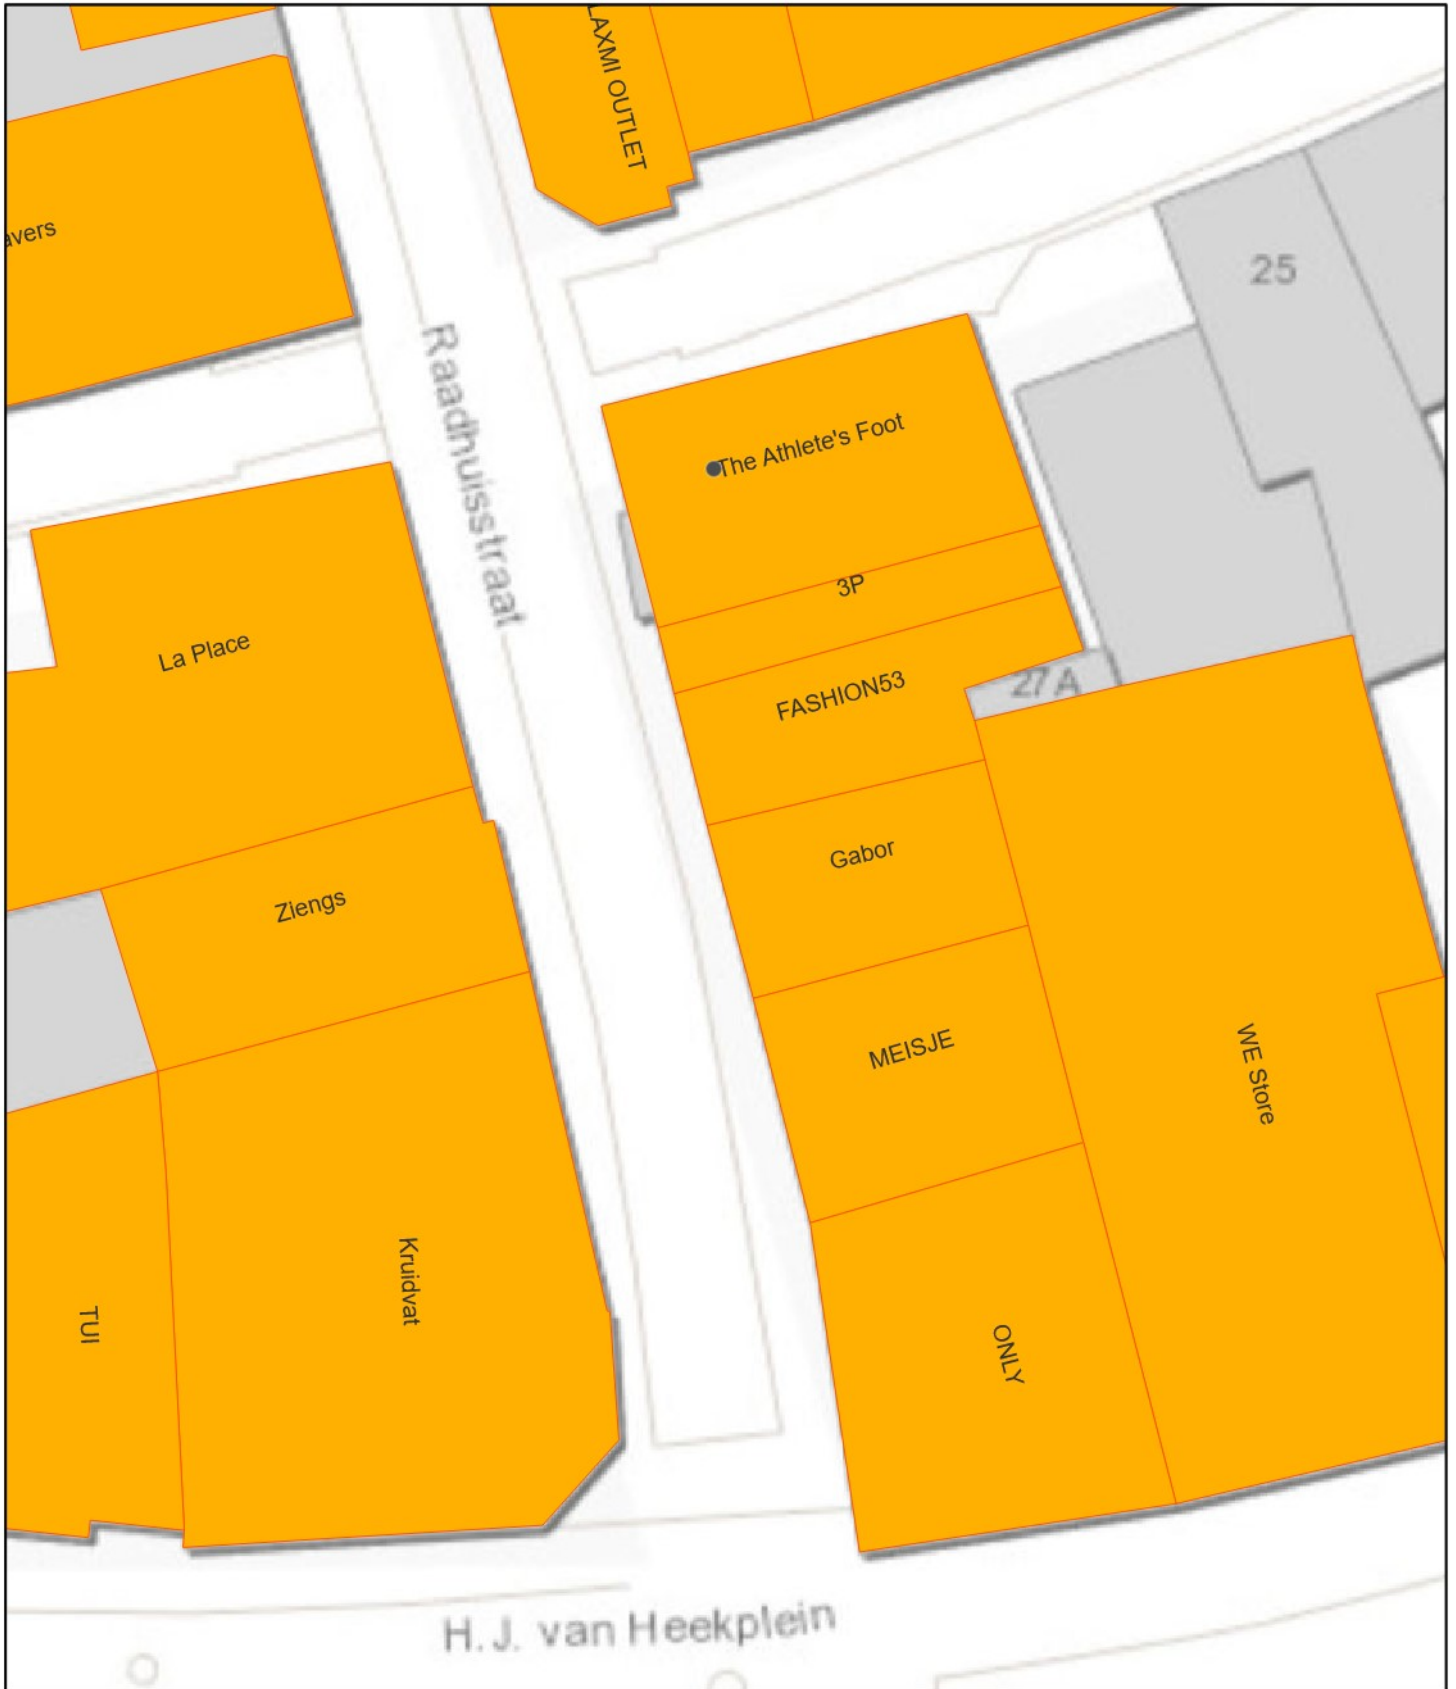 LAXMI OUTLET
avers
25
Raadhuisstraat
The Athlete's Foot
3P
La Place
FASHION53
27 A
Gabor
Ziengs
MEISJE
WE Store
Kruidvat
TUI
ONLY
H.J. van Heekplein